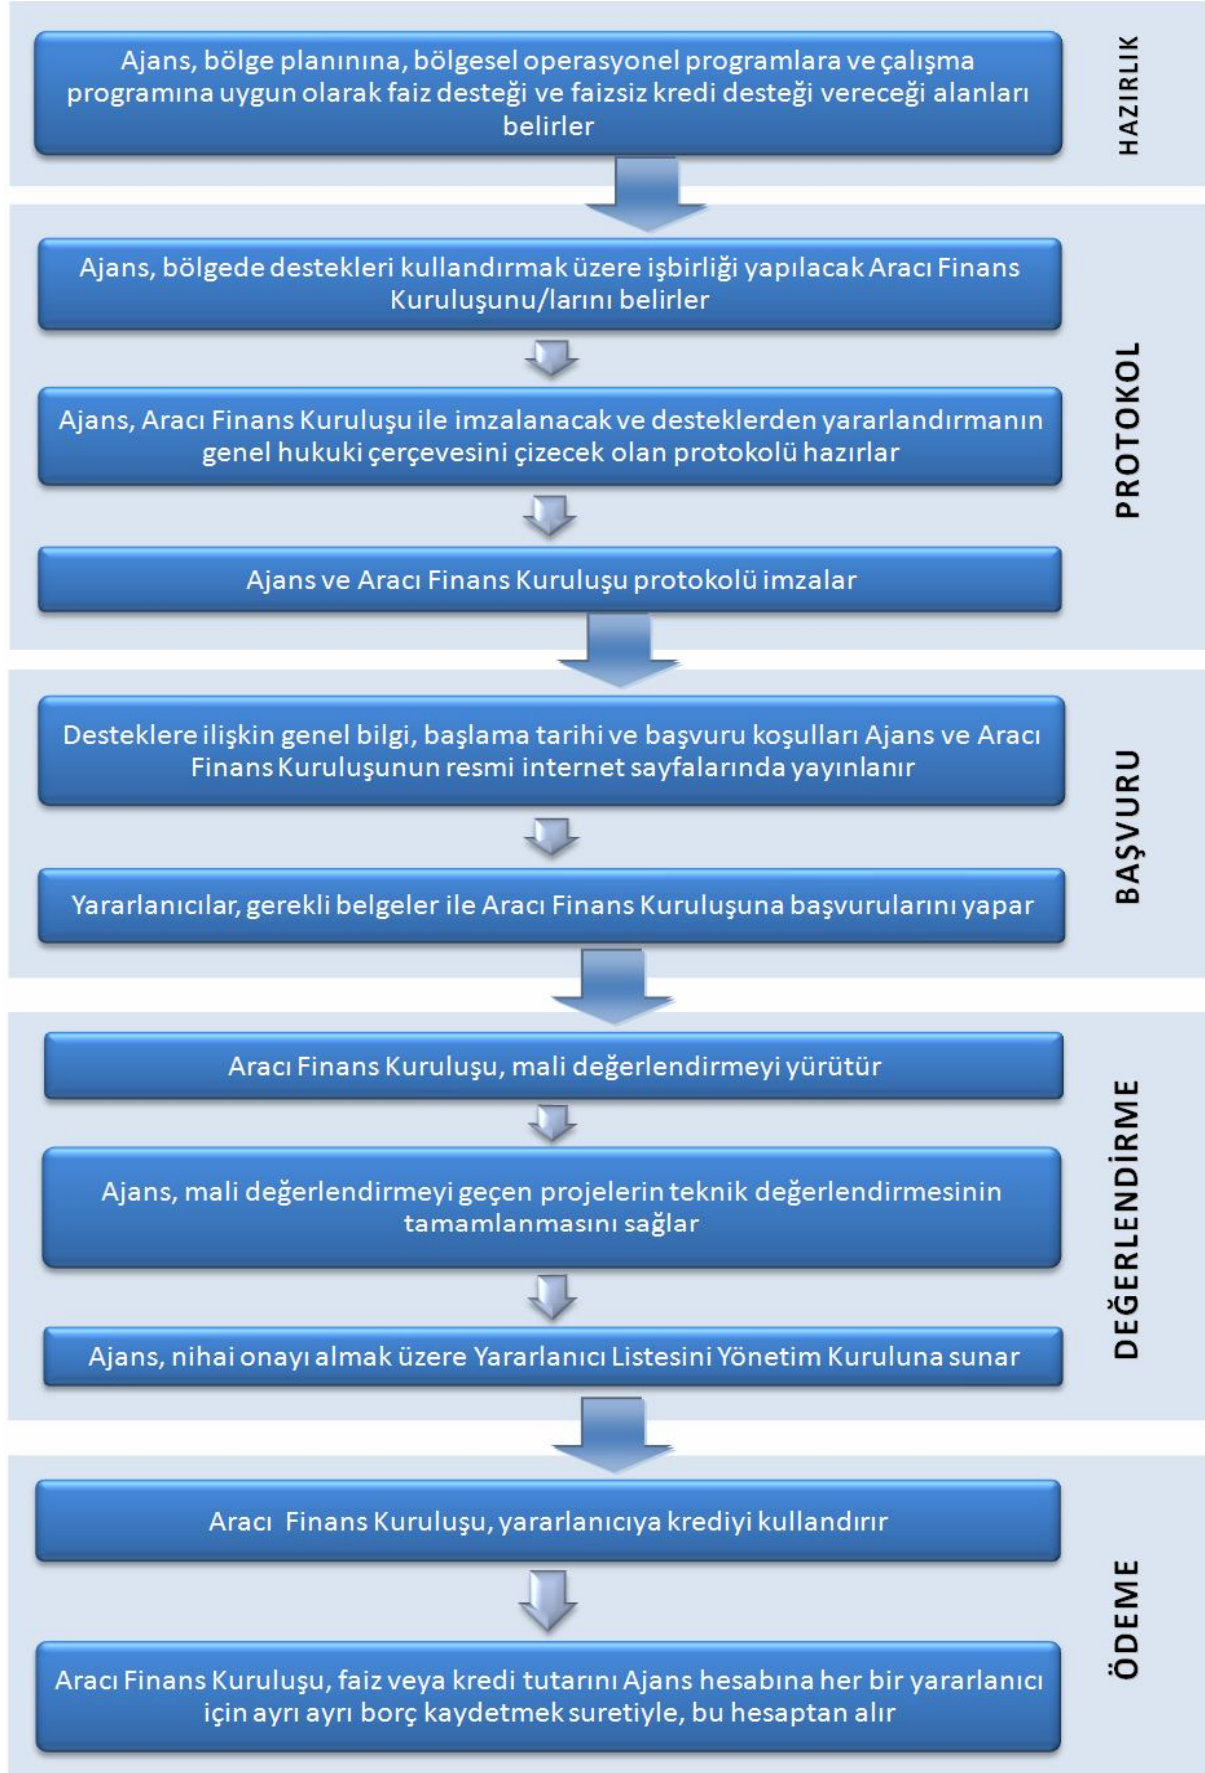 HAZIRLIK
Ajans, bölge planınına, bölgesel operasyonel programlara ve çalışma
programına uygun olarak faiz desteği ve faizsiz kredi desteği vereceği alanları
belirler
PROTOKOL
Ajans, bölgede destekleri kullandırmak üzere işbirliği yapılacak Aracı Finans
Kuruluşunu/larını belirler
Ajans, Aracı Finans Kuruluşu ile imzalanacak ve desteklerden yararlandırmanın
genel hukuki çerçevesini çizecek olan protokolü hazırlar
Ajans ve Aracı Finans Kuruluşu protokolü imzalar
BAŞVURU
Desteklere ilişkin genel bilgi, başlama tarihi ve başvuru koşulları Ajans ve Aracı
Finans Kuruluşunun resmi internet sayfalarında yayınlanır
Yararlanıcılar, gerekli belgeler ile Aracı Finans Kuruluşuna başvurularını yapar
DEĞERLENDİRME
Aracı Finans Kuruluşu, mali değerlendirmeyi yürütür
Ajans, mali değerlendirmeyi geçen projelerin teknik değerlendirmesinin
tamamlanmasını sağlar
Ajans, nihai onayı almak üzere Yararlanıcı Listesini Yönetim Kuruluna sunar
ÖDEME
Aracı Finans Kuruluşu, yararlanıcıya krediyi kullandırır
Aracı Finans Kuruluşu, faiz veya kredi tutarını Ajans hesabına her bir yararlanıcı
için ayrı ayrı borç kaydetmek suretiyle, bu hesaptan alır